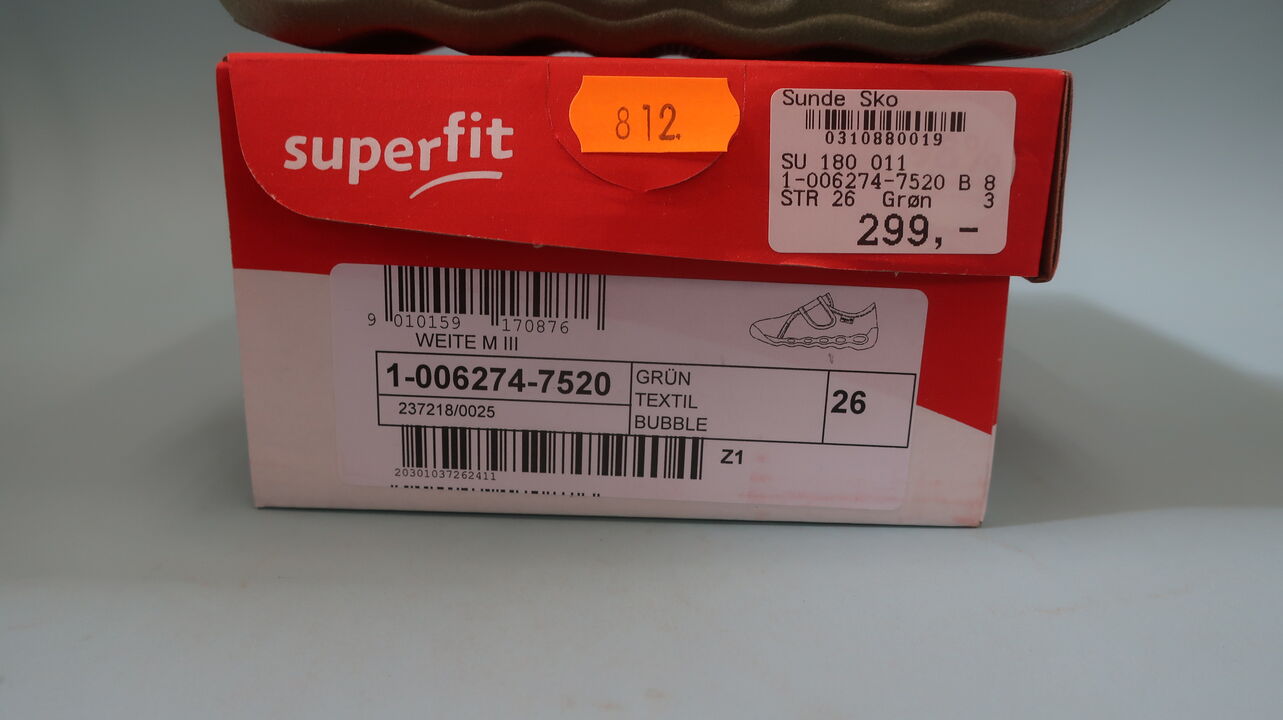 superfit
812.
Sunde Sko
0310880019
SU 180 011
1-006274-7520 B 8
STR 26 Grøn 3
299,-
9 010159 170876
WEITE M III
1-006274-7520
237218/0025
GRÜN
TEXTIL
BUBBLE
26
Z1
20301037262411